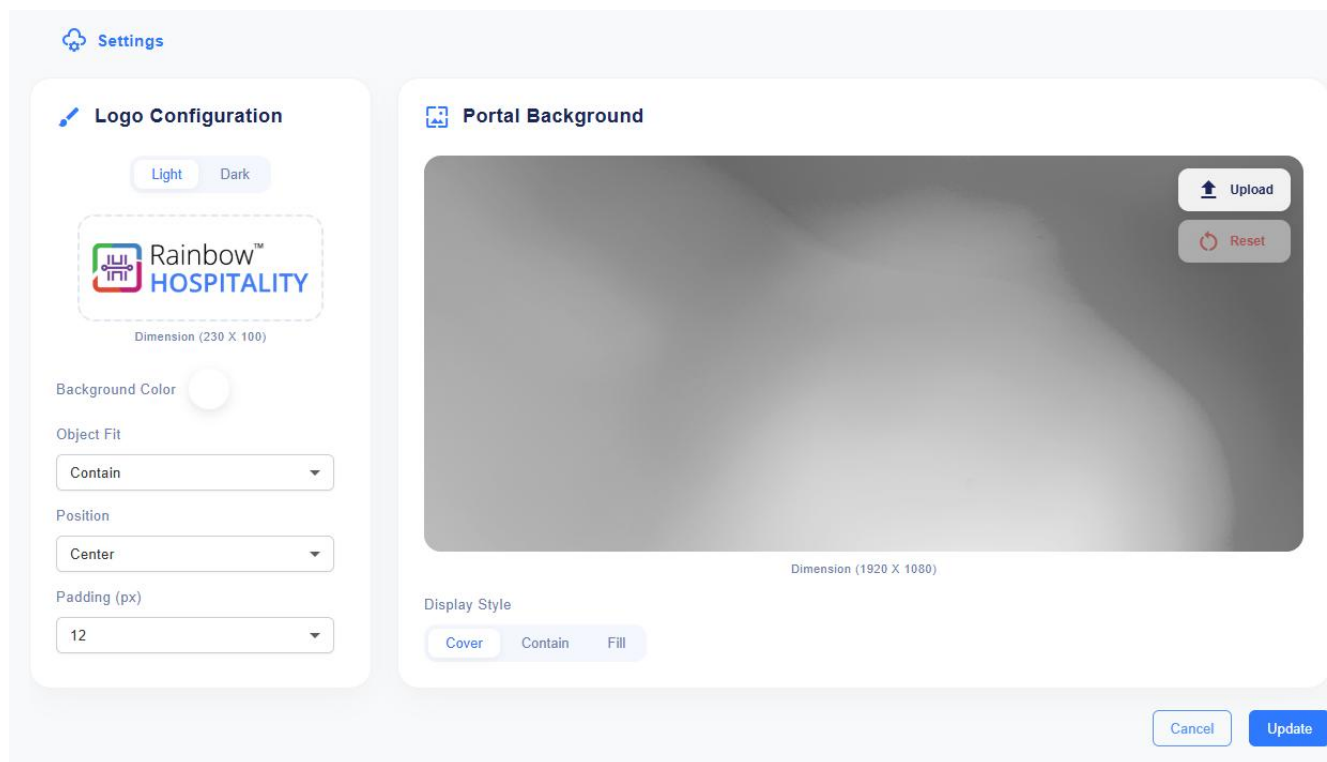 Settings
Logo Configuration
Light Dark
Rainbow™
HOSPITALITY
Dimension (230 X 100)
Background Color
Object Fit
Contain
Position
Center
Padding (px)
12
Portal Background
Upload
Reset
Dimension (1920 X 1080)
Display Style
Cover Contain Fill
Cancel Update